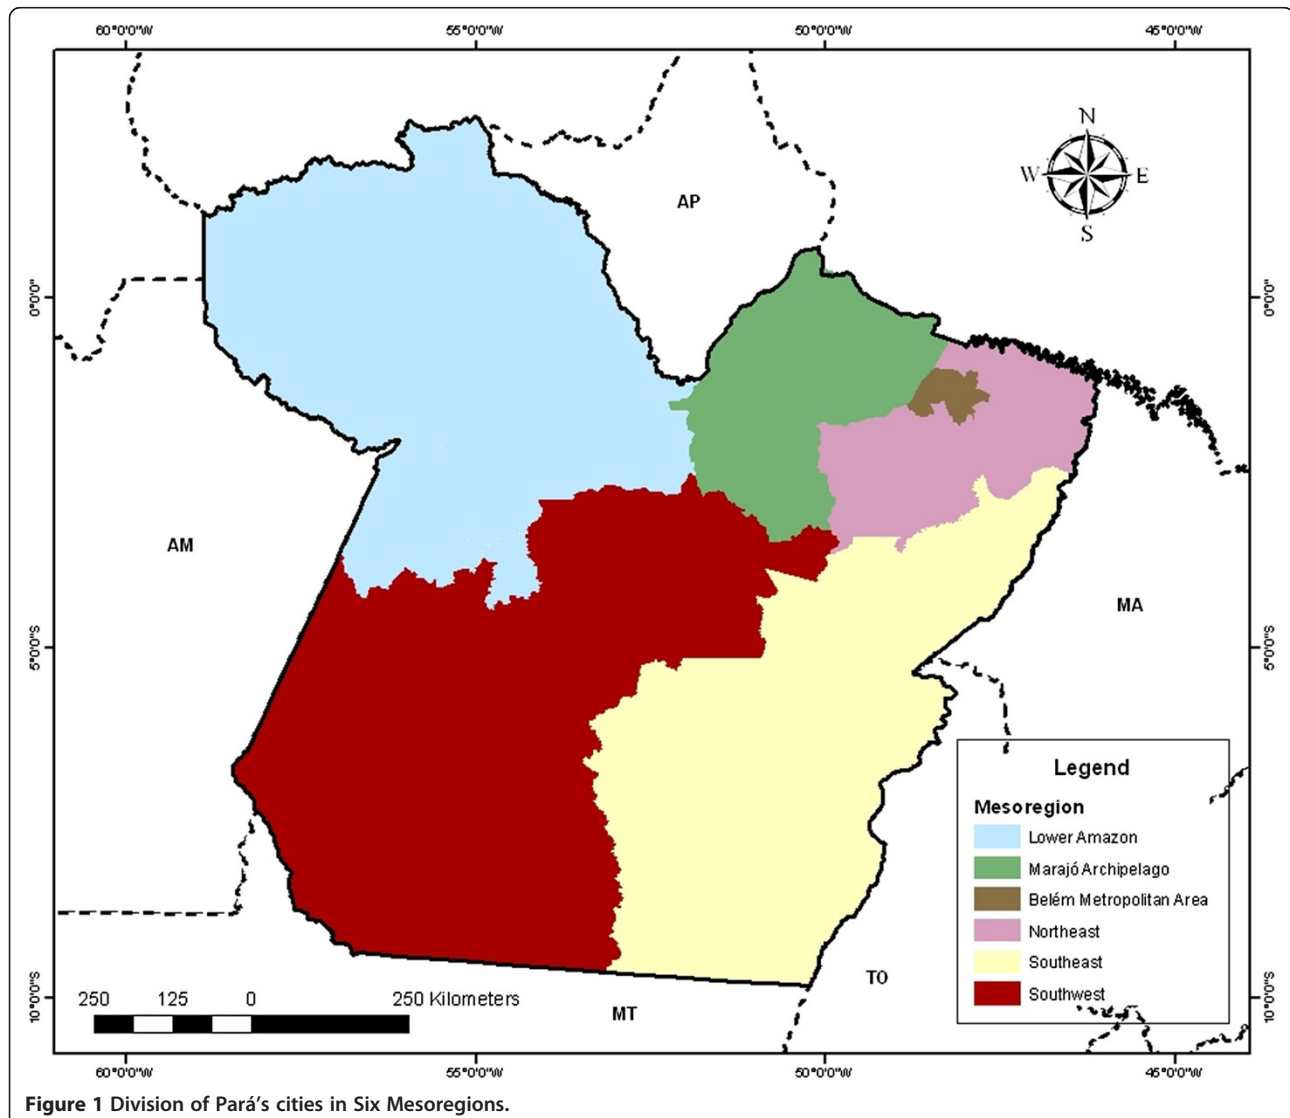 60°0'0"W 55°0'0"W 50°0'0"W 45°0'0"W
N
W E
S
AP
0°0'0" 0°0'0"
AM
MA
5°0'0"S 5°0'0"S
Legend
Mesoregion
Lower Amazon
Marajó Archipelago
Belém Metropolitan Area
Northeast
Southeast
Southwest
TO
MT
10°0'0"S 10°0'0"S
250 125 0 250 Kilometers
60°0'0"W 55°0'0"W 50°0'0"W 45°0'0"W
Figure 1 Division of Pará's cities in Six Mesoregions.